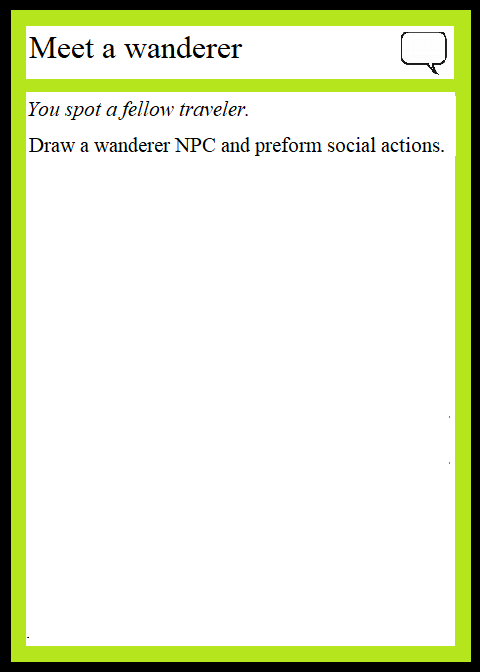 Meet a wanderer
You spot a fellow traveler.
Draw a wanderer NPC and preform social actions.